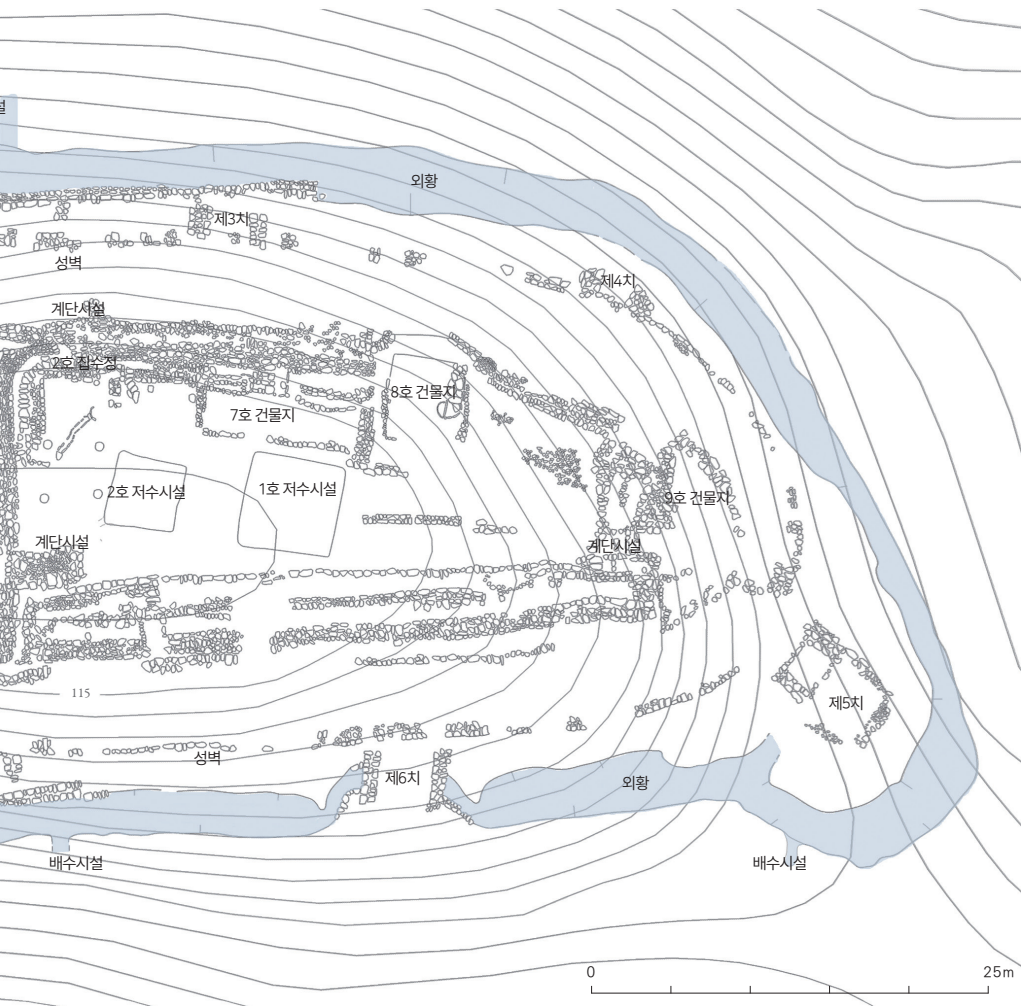 설
외황
제3치
성벽
제4치
계단시설
2호 집수정
8호 건물지
7호 건물지
2호 저수시설
1호 저수시설
9호 건물지
계단시설
계단시설
115
제5치
성벽
제6치
외황
배수시설
배수시설
0
25m